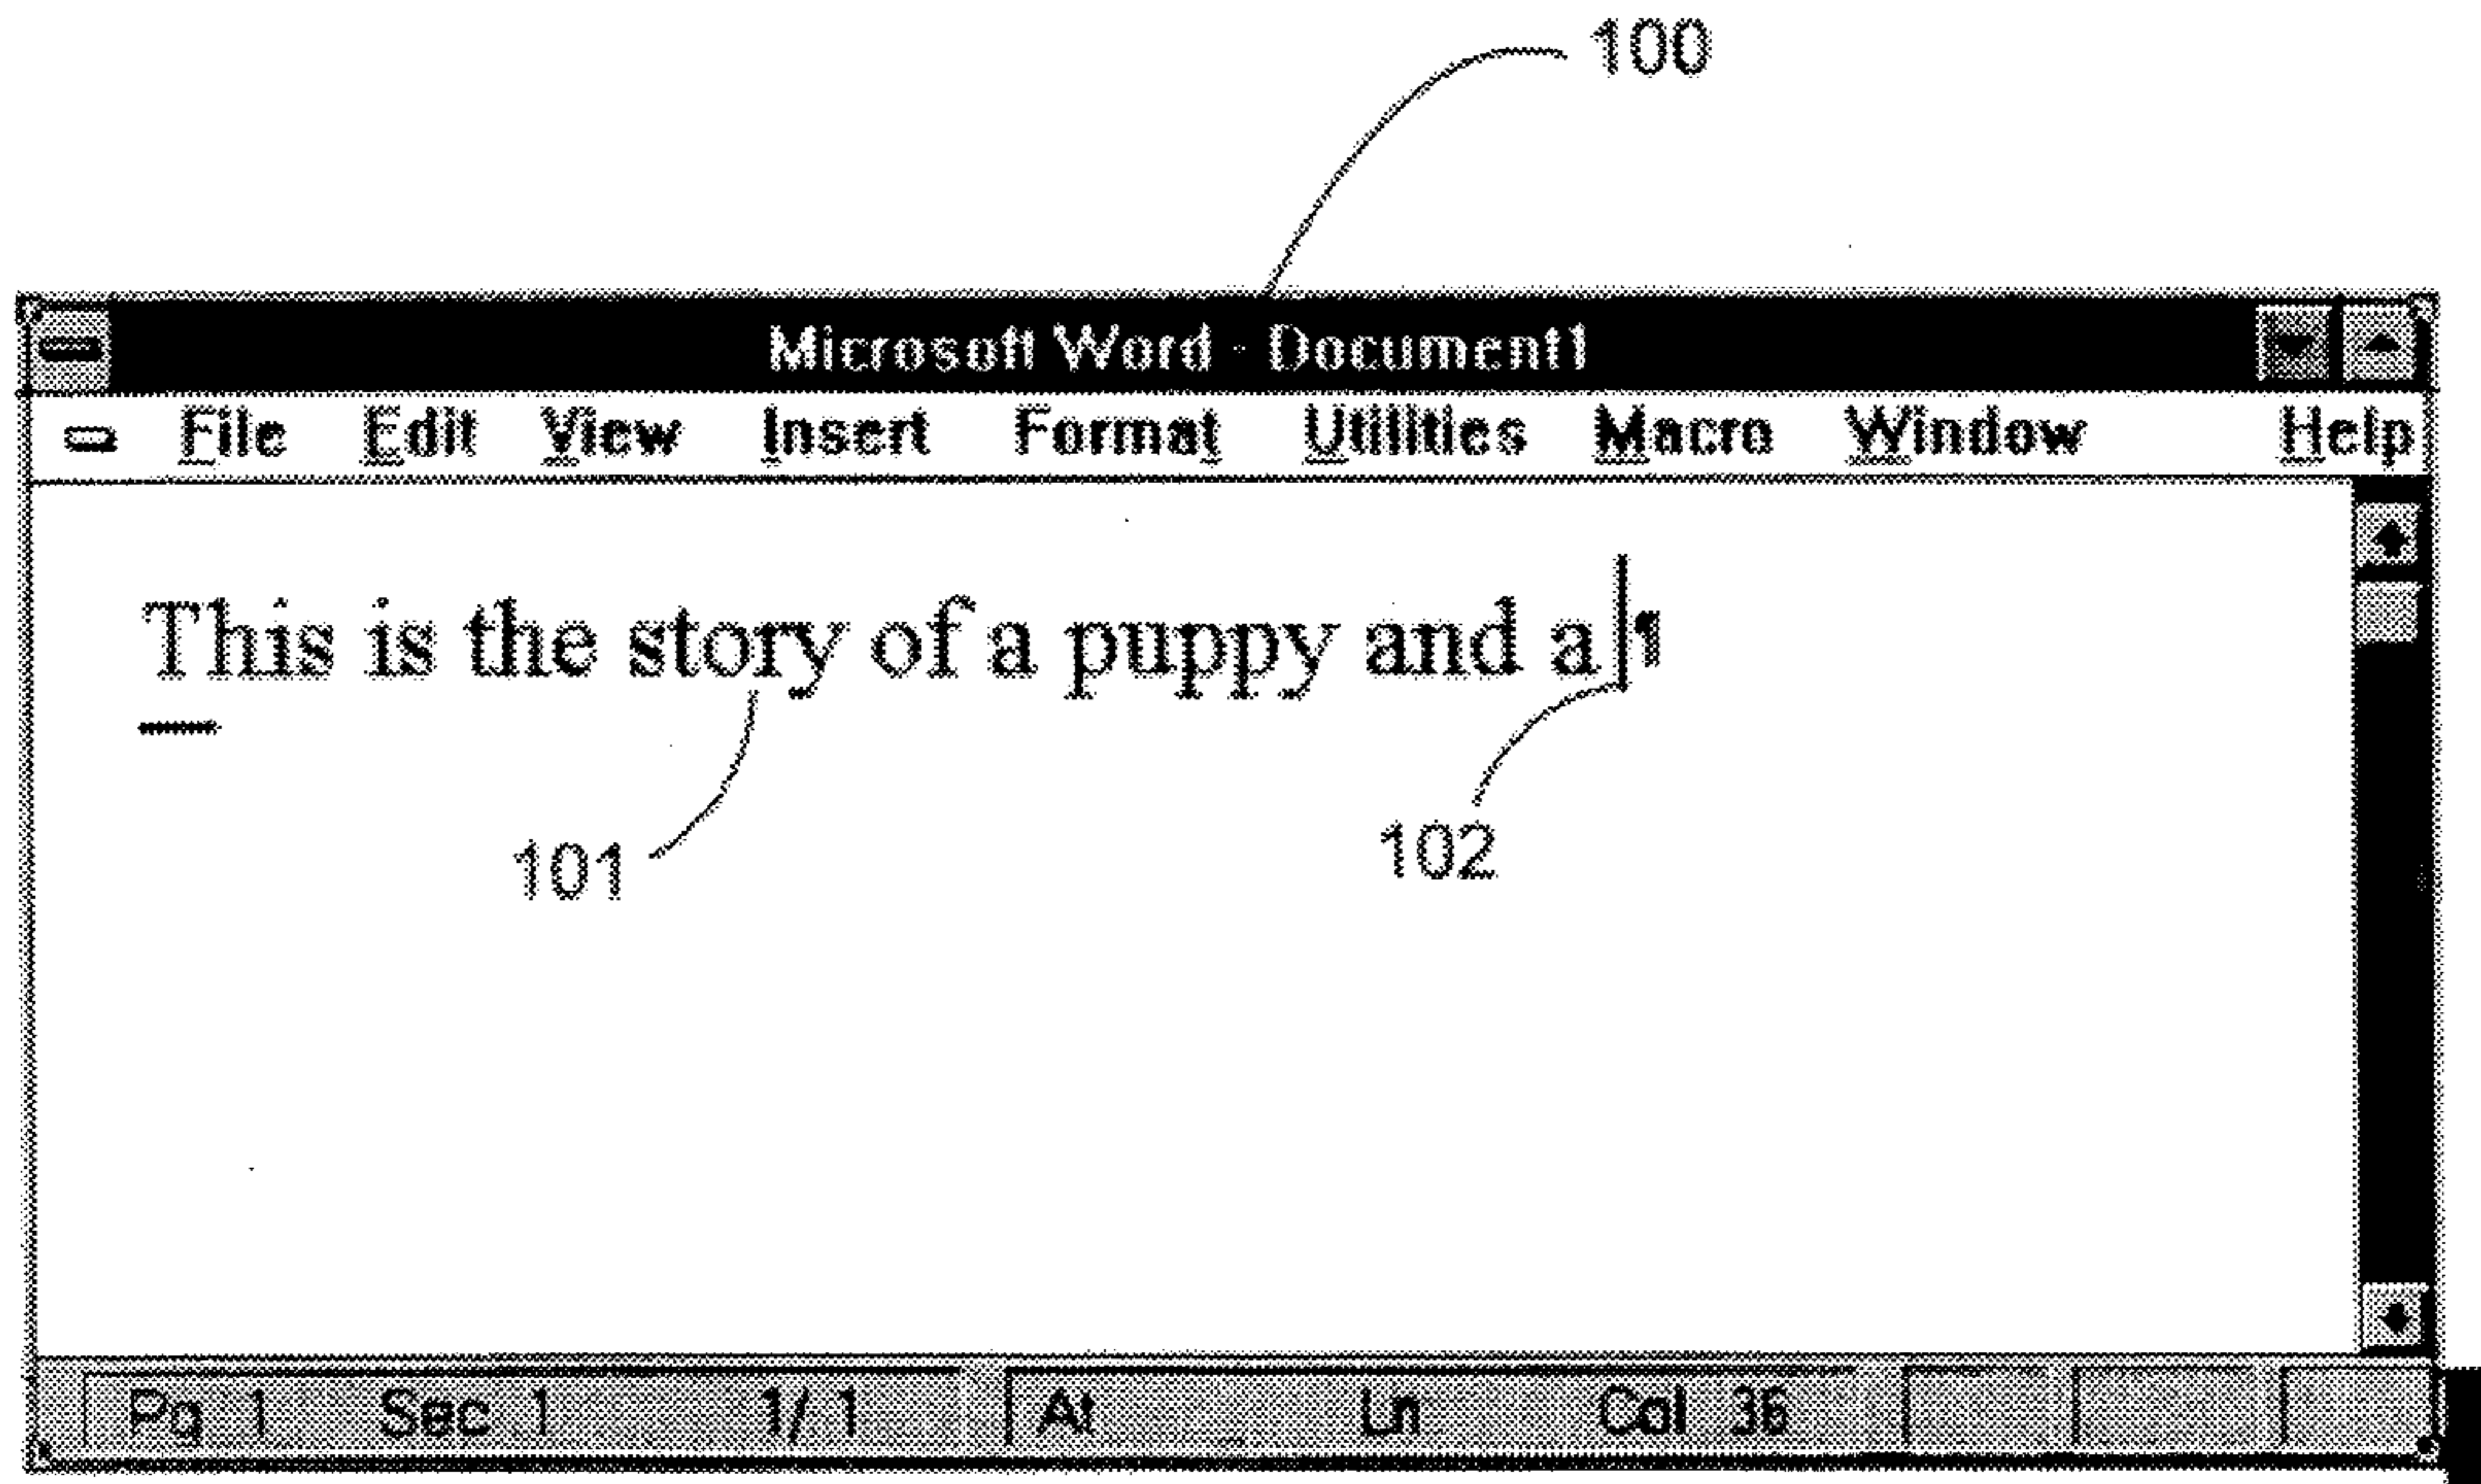 100
Microsoft Word - Document1
File Edit View Insert Format Utilities Macro Window Help
This is the story of a puppy and a ¶
101
102
Pg 1 Sec 1 1/1 At Ln Col 36